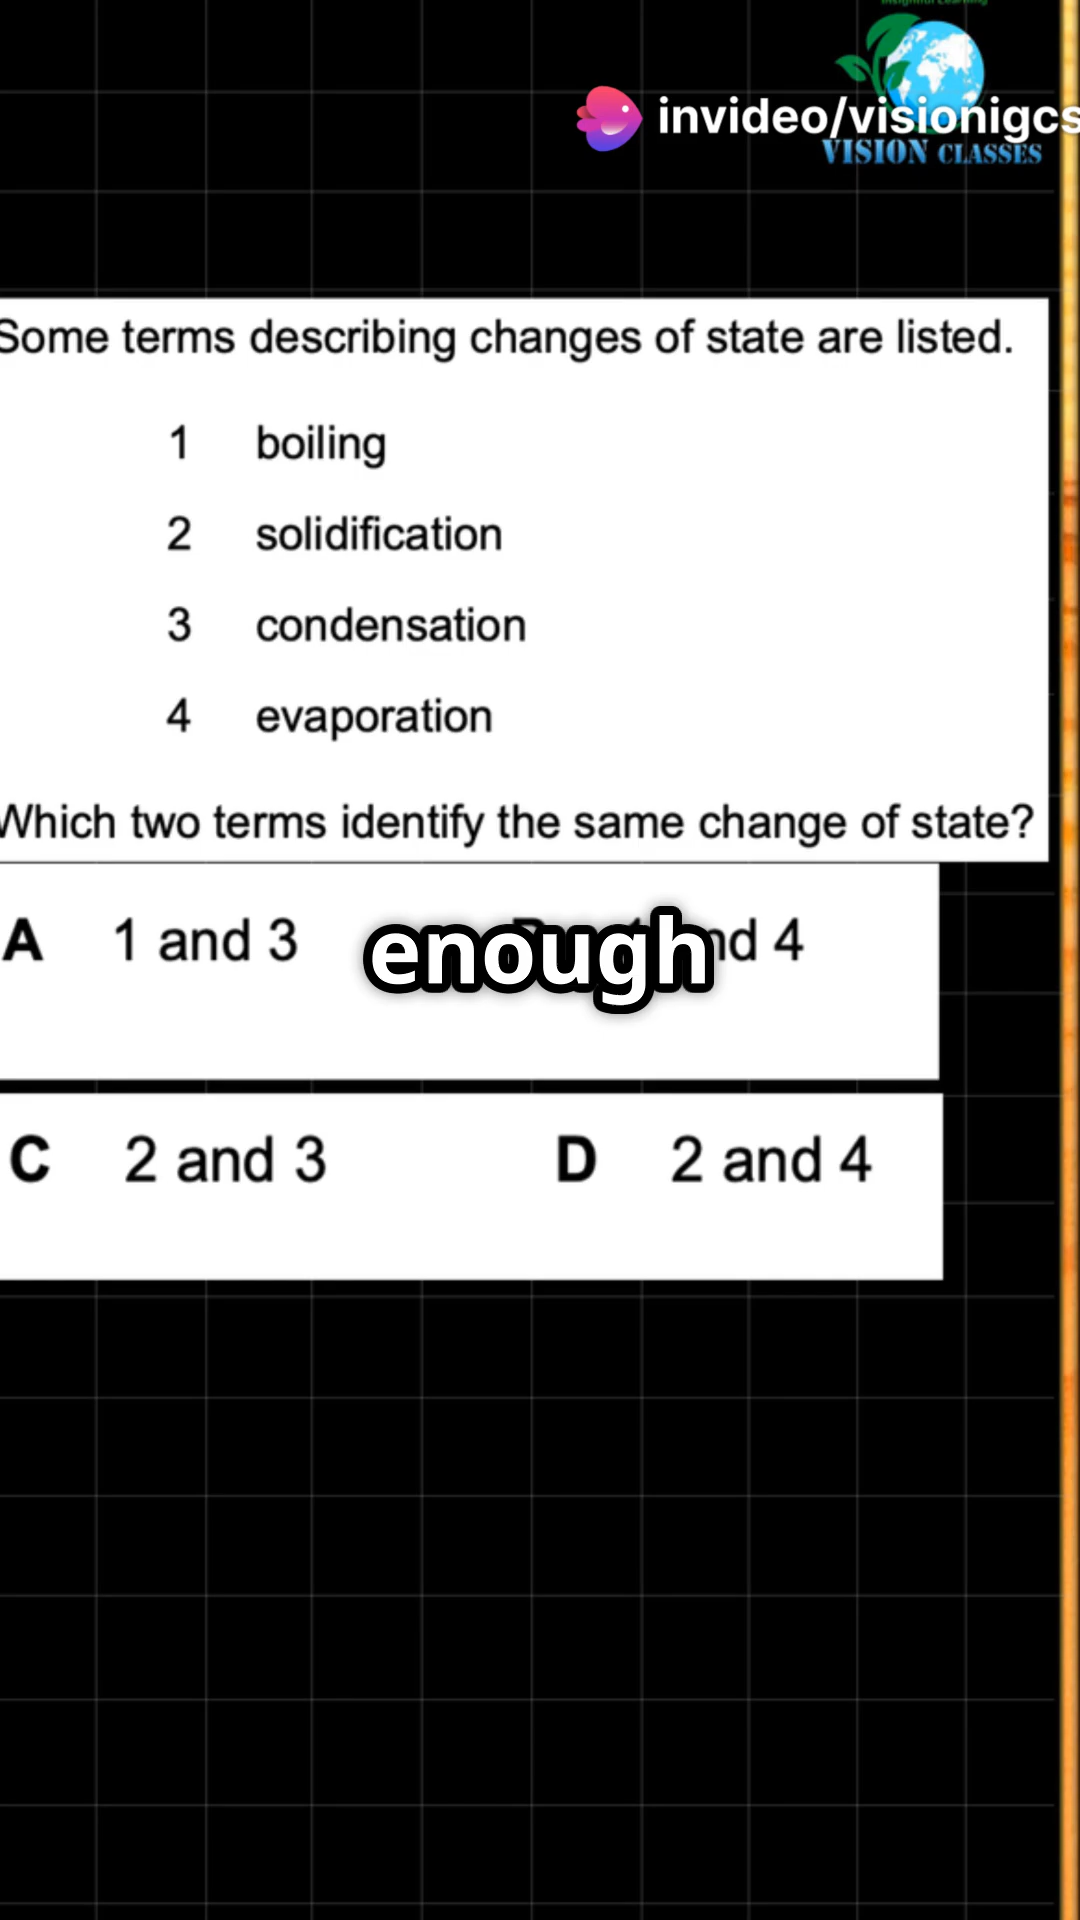 invideo/visionigcs
VISION CLASSES
Some terms describing changes of state are listed.
1 boiling
2 solidification
3 condensation
4 evaporation
Which two terms identify the same change of state?
A 1 and 3
enough
nd 4
C 2 and 3 D 2 and 4